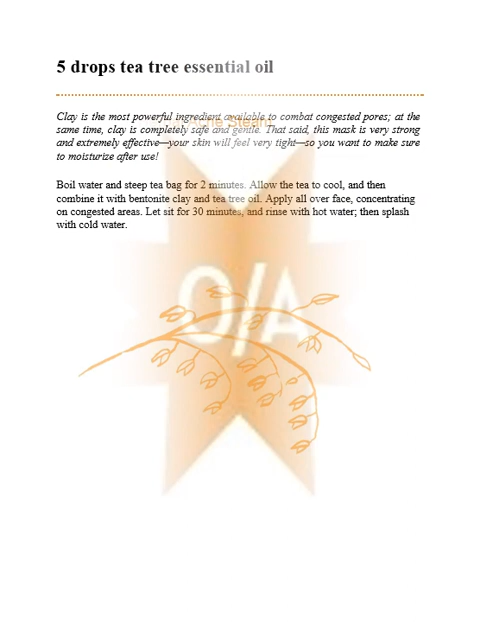 5 drops tea tree essential oil
Acne Steam
Clay is the most powerful ingredient available to combat congested pores; at the
same time, clay is completely safe and gentle. That said, this mask is very strong
and extremely effective—your skin will feel very tight—so you want to make sure
to moisturize after use!
Boil water and steep tea bag for 2 minutes. Allow the tea to cool, and then
combine it with bentonite clay and tea tree oil. Apply all over face, concentrating
on congested areas. Let sit for 30 minutes, and rinse with hot water; then splash
with cold water.
O/A